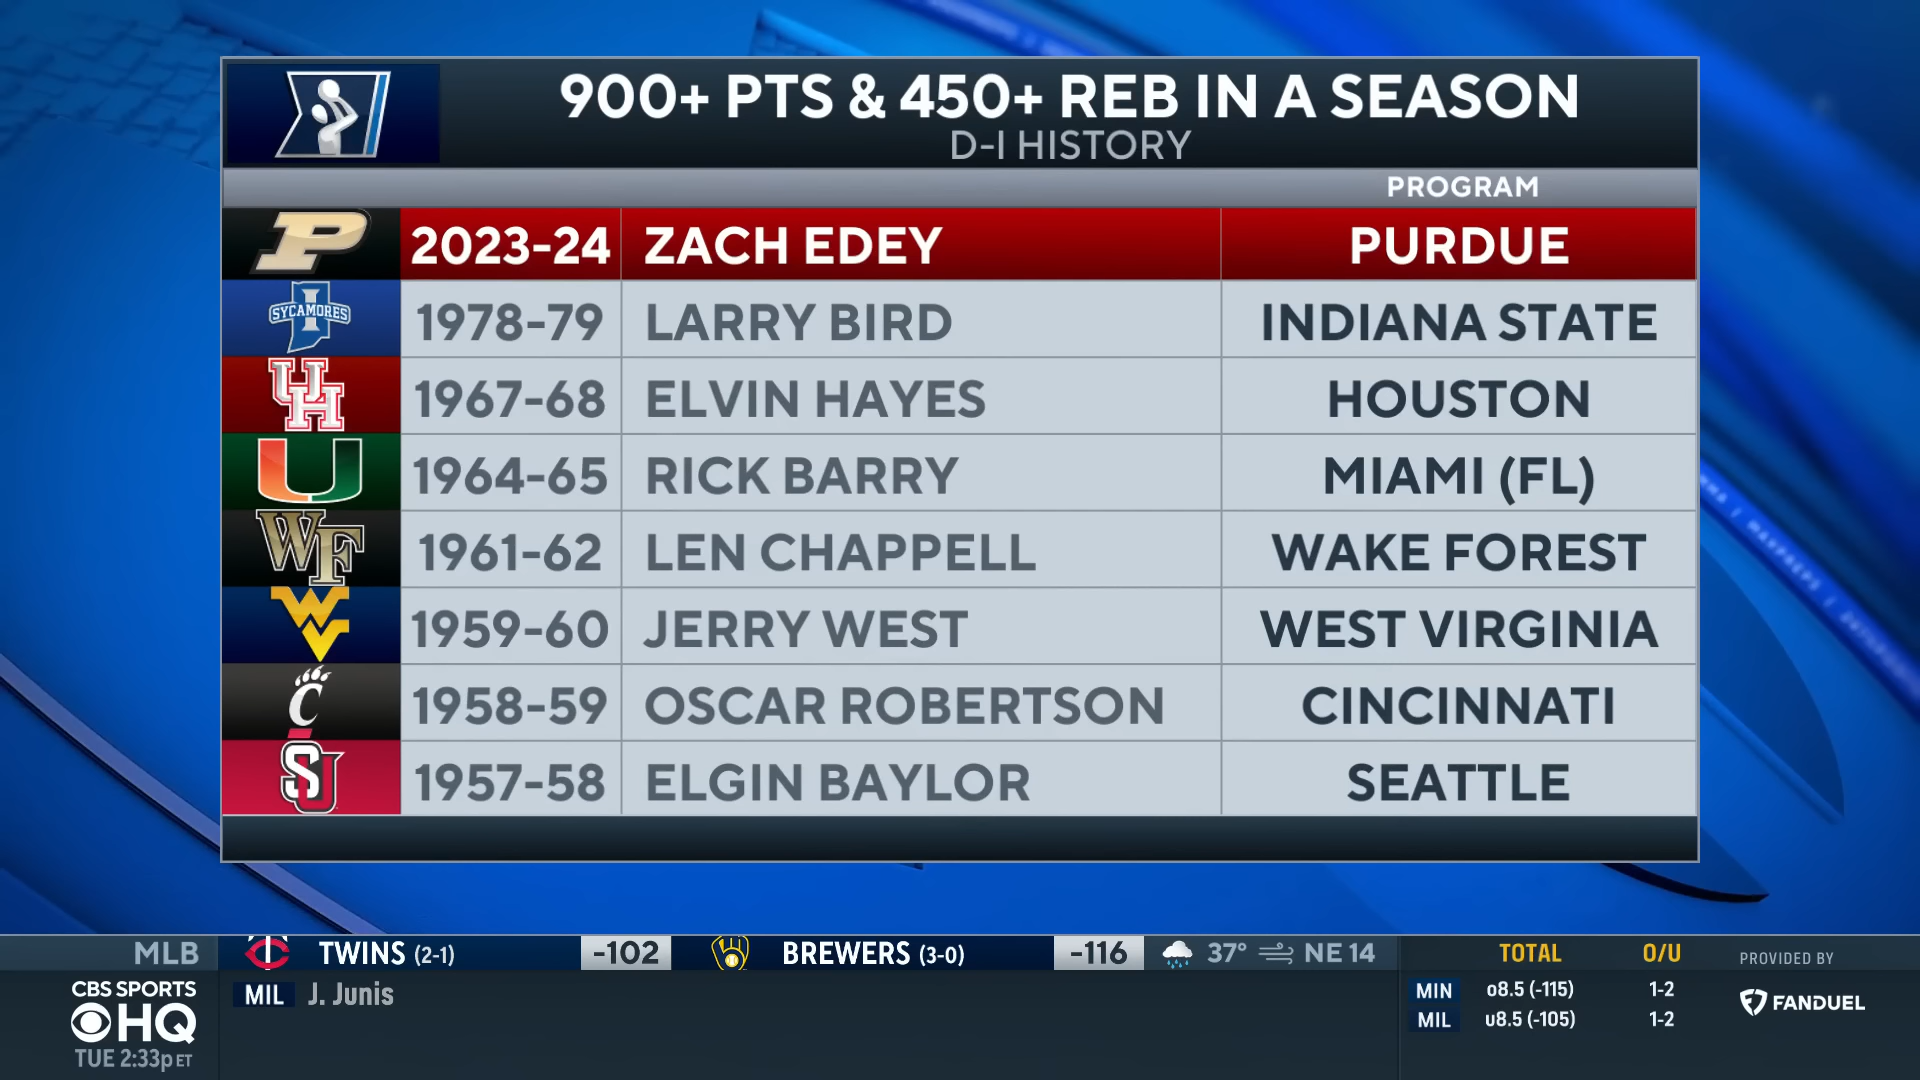 900+ PTS & 450+ REB IN A SEASON
D-I HISTORY
PROGRAM
P 2023-24 ZACH EDEY PURDUE
SYCAMORES I 1978-79 LARRY BIRD INDIANA STATE
UH 1967-68 ELVIN HAYES HOUSTON
U 1964-65 RICK BARRY MIAMI (FL)
WF 1961-62 LEN CHAPPELL WAKE FOREST
WV 1959-60 JERRY WEST WEST VIRGINIA
C 1958-59 OSCAR ROBERTSON CINCINNATI
SU 1957-58 ELGIN BAYLOR SEATTLE
MLB TWINS (2-1) -102 BREWERS (3-0) -116 37° NE 14 TOTAL O/U PROVIDED BY
CBS SPORTS HQ
TUE 2:33p ET
MIL J. Junis
MIN o8.5 (-115) 1-2
MIL u8.5 (-105) 1-2
FANDUEL